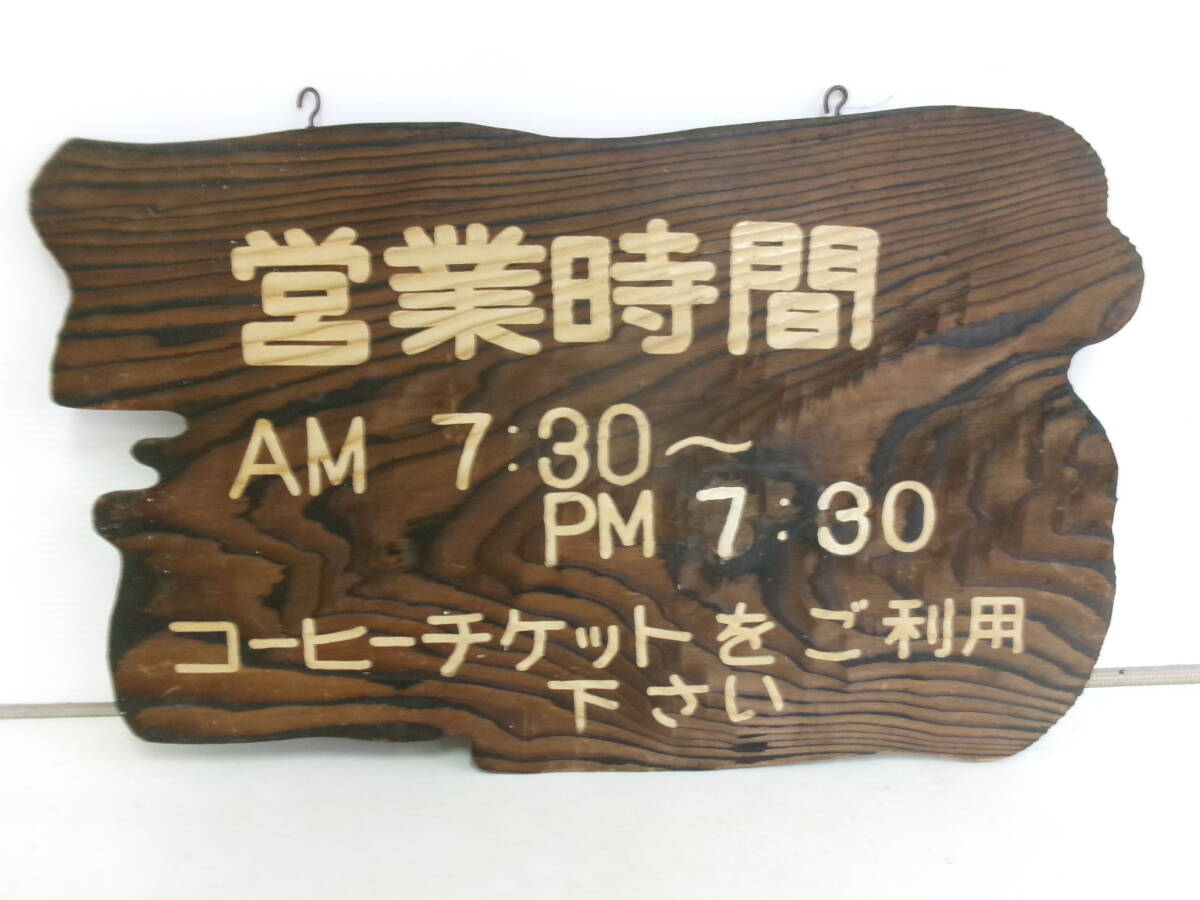 営業時間
AM 7:30～
PM 7:30
コーヒーチケットをご利用
下さい